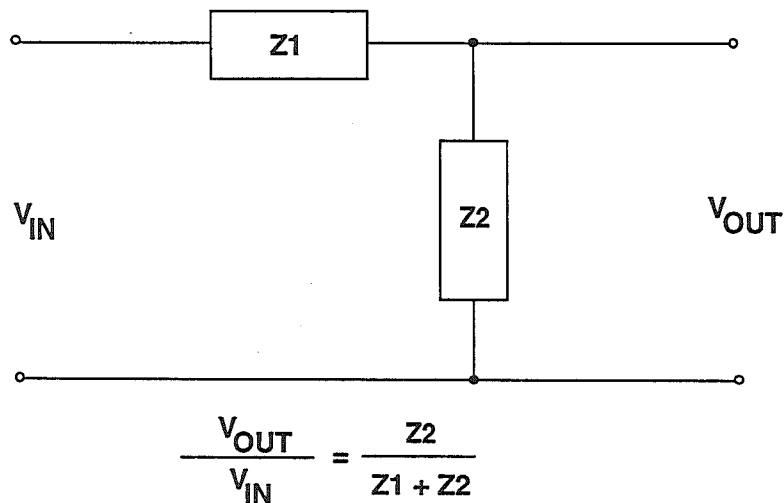 Z1
V_IN
Z2
V_OUT
V_OUT / V_IN = Z2 / Z1 + Z2